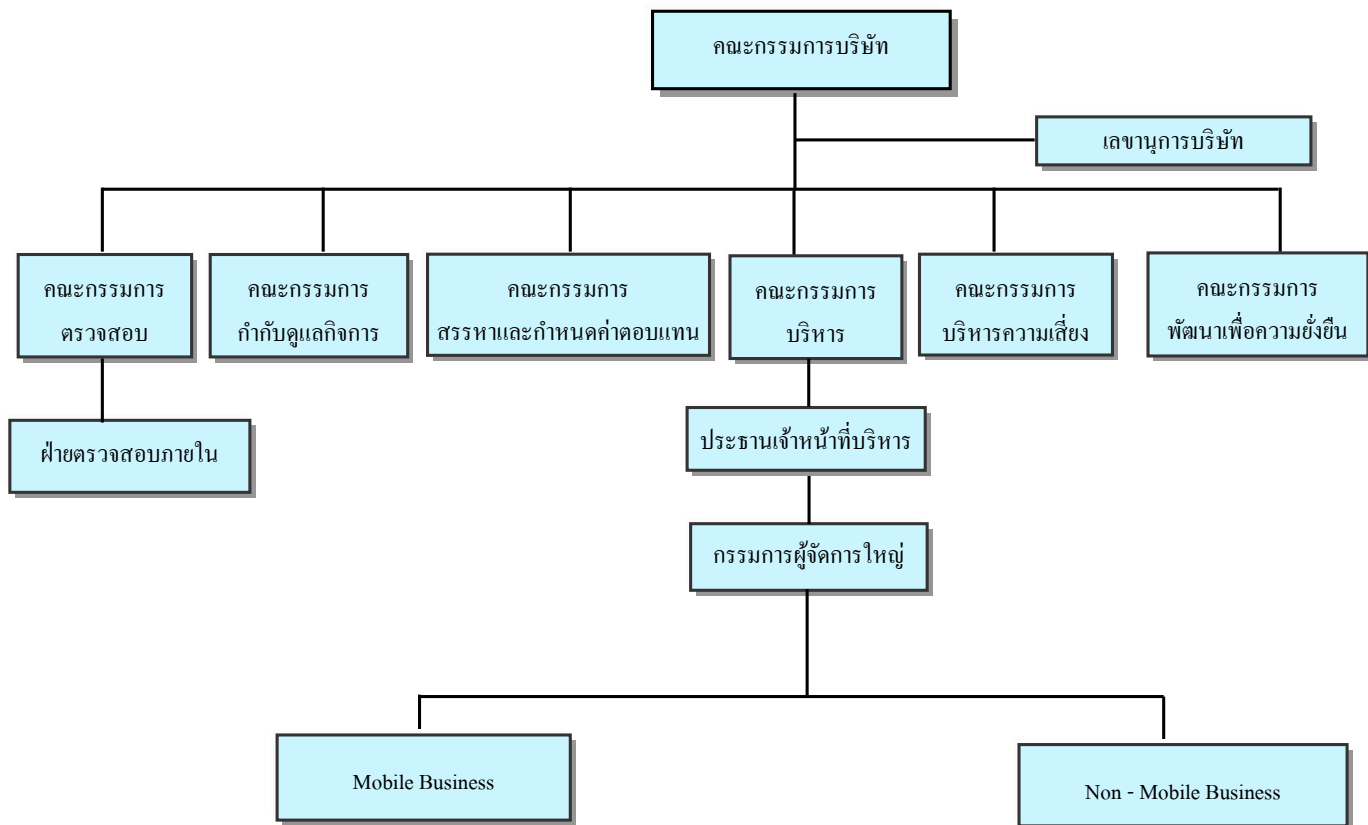 คณะกรรมการบริษัท
เลขานุการบริษัท
คณะกรรมการ
ตรวจสอบ
คณะกรรมการ
กำกับดูแลกิจการ
คณะกรรมการ
สรรหาและกำหนดค่าตอบแทน
คณะกรรมการ
บริหาร
คณะกรรมการ
บริหารความเสี่ยง
คณะกรรมการ
พัฒนาเพื่อความยั่งยืน
ฝ่ายตรวจสอบภายใน
ประธานเจ้าหน้าที่บริหาร
กรรมการผู้จัดการใหญ่
Mobile Business
Non - Mobile Business